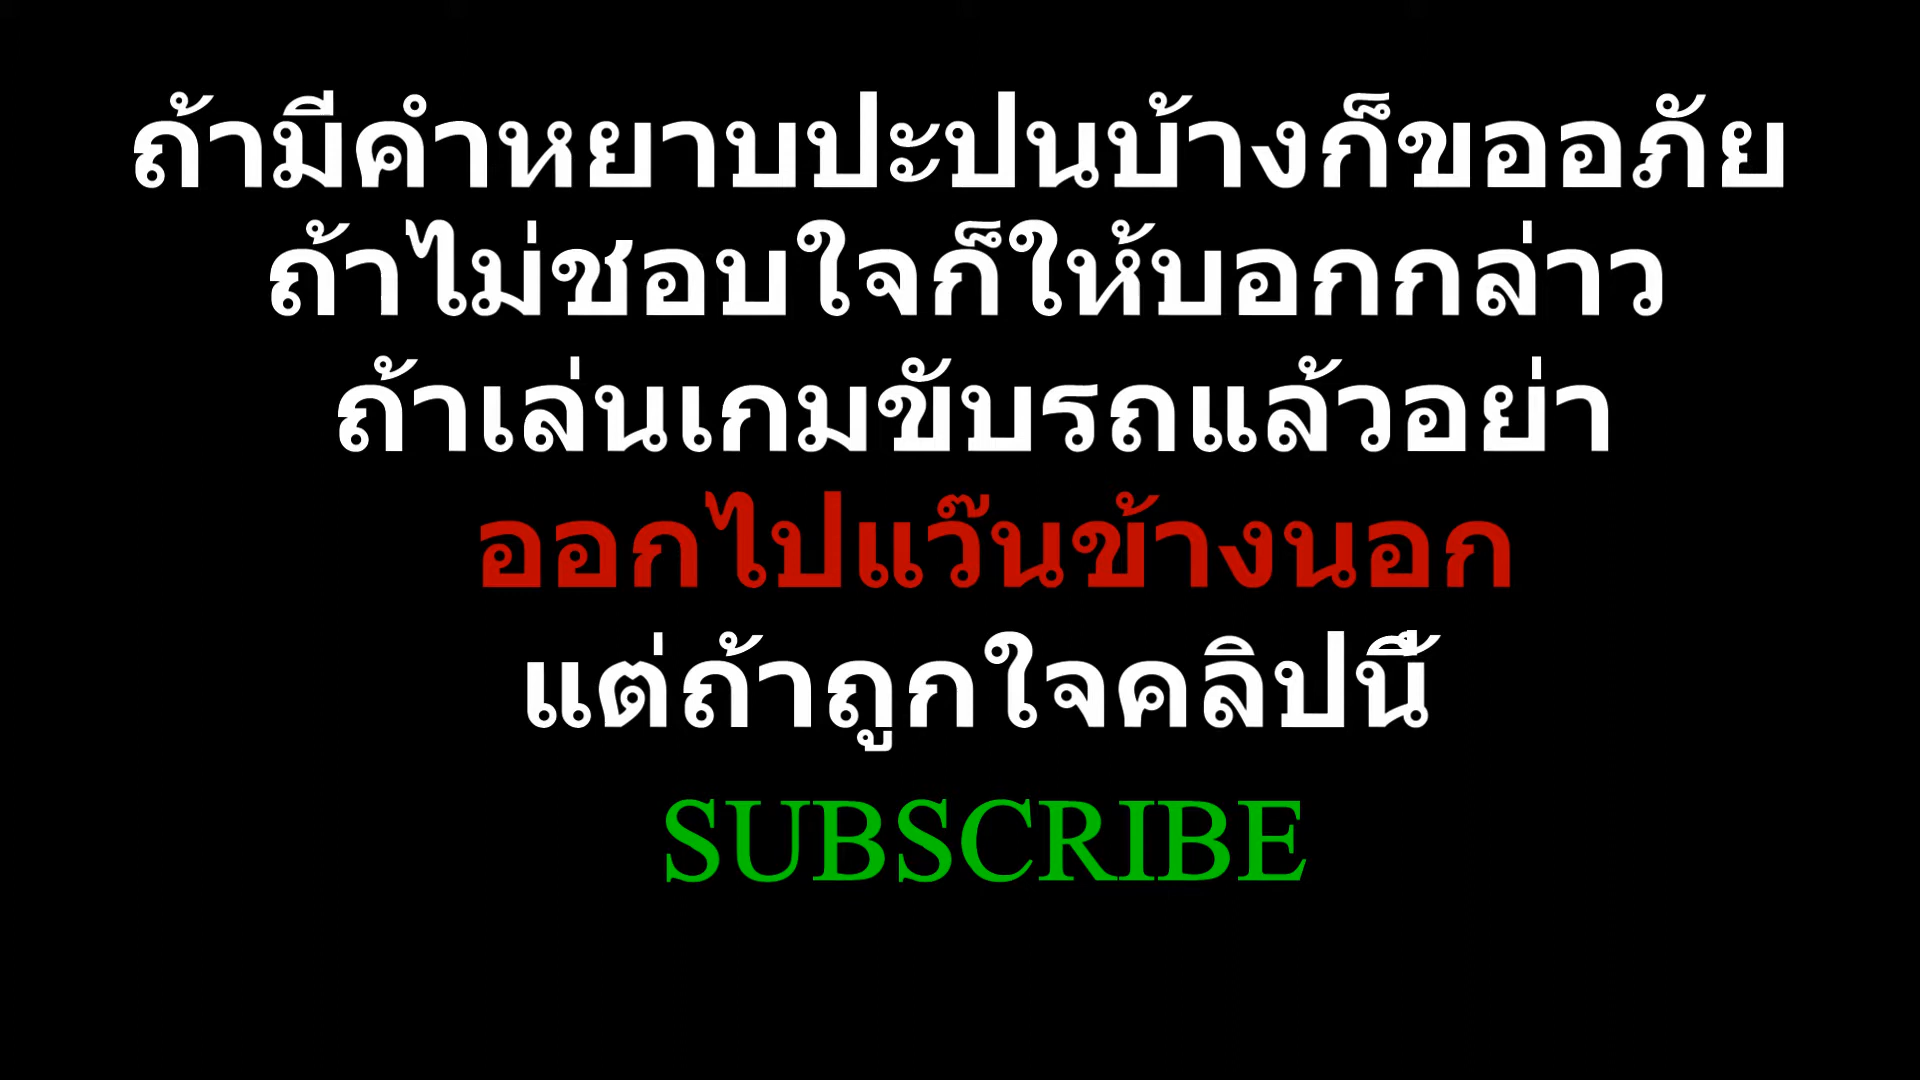 ถ้ามีคำหยาบปะปนบ้างก็ขออภัย
ถ้าไม่ชอบใจก็ให้บอกกล่าว
ถ้าเล่นเกมขับรถแล้วอย่า
ออกไปแว๊นข้างนอก
แต่ถ้าถูกใจคลิปนี้
SUBSCRIBE